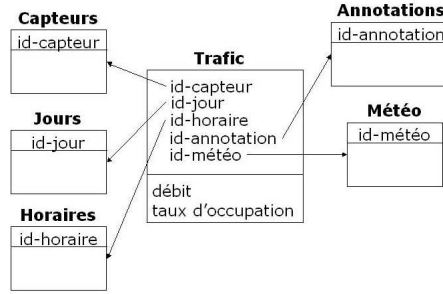 Capteurs
id-capteur
Jours
id-jour
Horaires
id-horaire
Trafic
id-capteur
id-jour
id-horaire
id-annotation
id-météo
débit
taux d'occupation
Annotations
id-annotation
Météo
id-météo